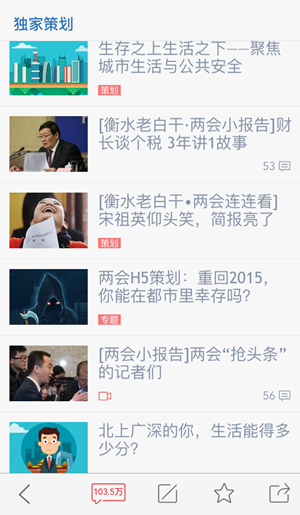 独家策划
生存之上生活之下——聚焦
城市生活与公共安全
策划
[衡水老白干·两会小报告]财
长谈个税 3年讲1故事
53
[衡水老白干•两会连连看]
宋祖英仰头笑，简报亮了
策划
两会H5策划：重回2015，
你能在都市里幸存吗？
专题
[两会小报告]两会“抢头条”
的记者们
56
北上广深的你，生活能得多
少分？
103.5万